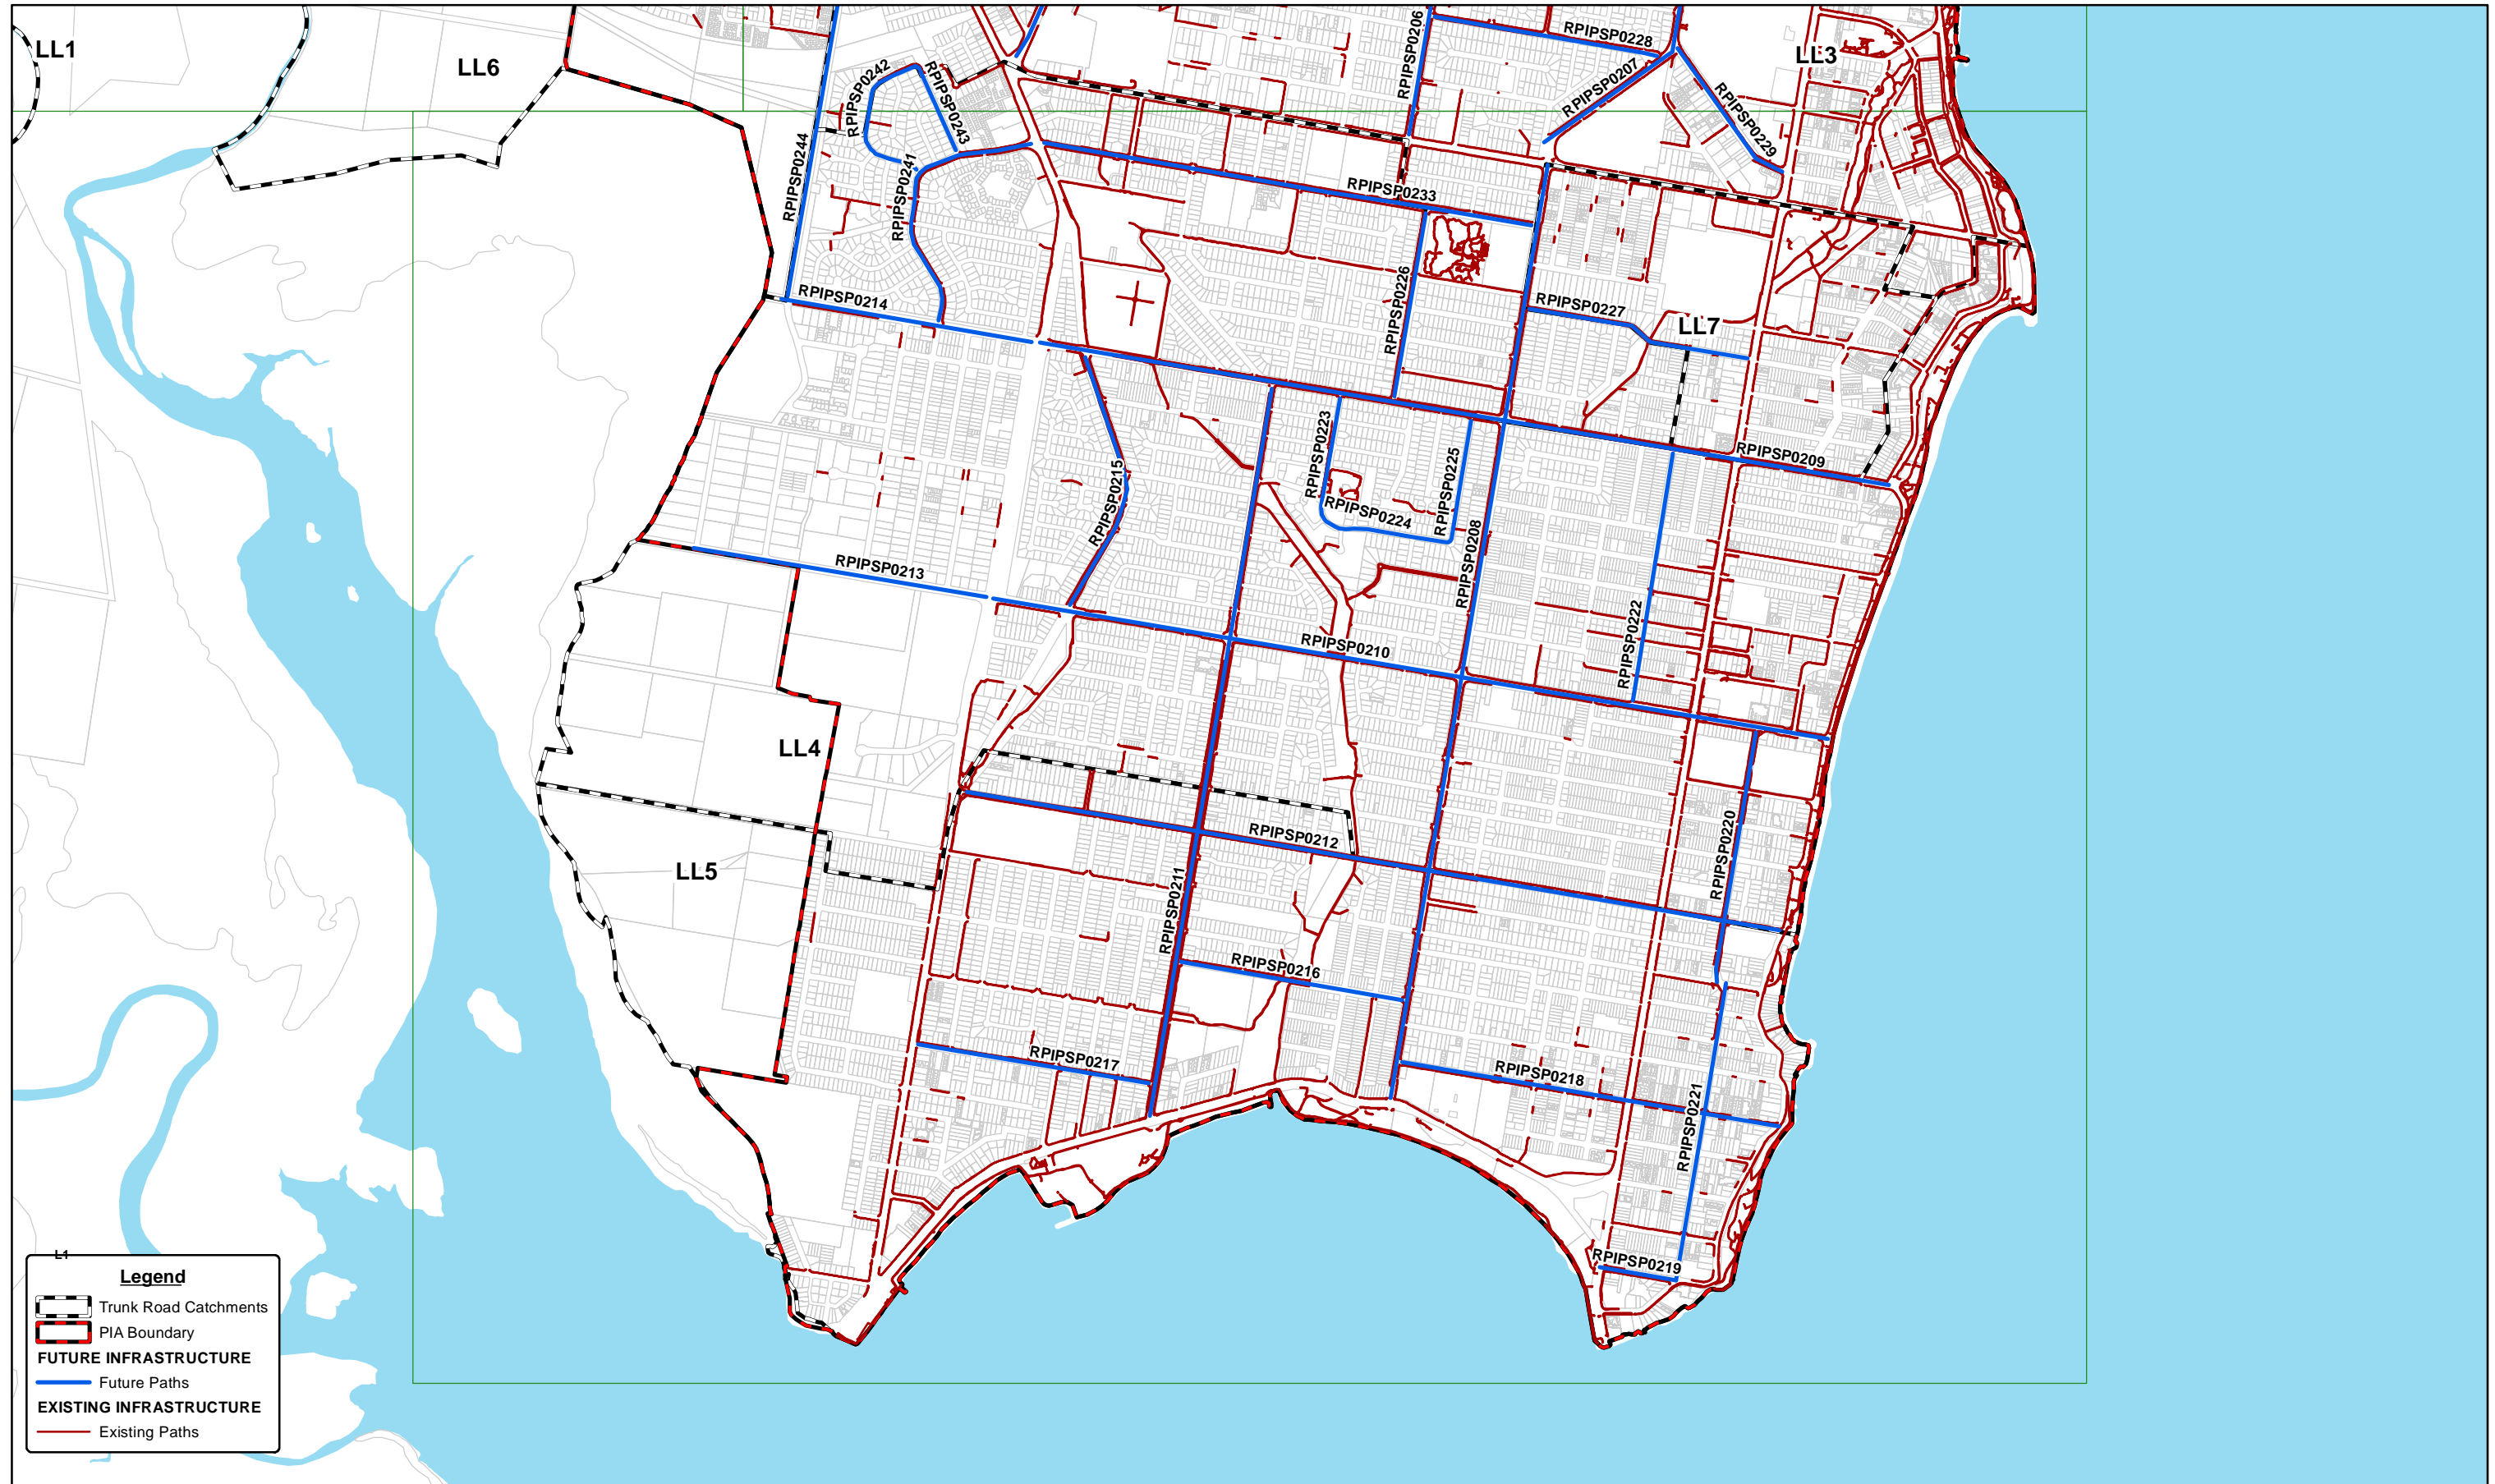 LL1
LL6
LL3
RPIPSP0206
RPIPSP0228
RPIPSP0207
RPIPSP0229
RPIPSP0242
RPIPSP0243
RPIPSP0244
RPIPSP0241
RPIPSP0233
RPIPSP0214
RPIPSP0226
RPIPSP0227
LL7
RPIPSP0223
RPIPSP0225
RPIPSP0209
RPIPSP0215
RPIPSP0224
RPIPSP0208
RPIPSP0213
RPIPSP0222
RPIPSP0210
LL4
RPIPSP0212
RPIPSP0220
LL5
RPIPSP0211
RPIPSP0216
RPIPSP0217
RPIPSP0218
RPIPSP0221
RPIPSP0219
Legend
Trunk Road Catchments
PIA Boundary
FUTURE INFRASTRUCTURE
Future Paths
EXISTING INFRASTRUCTURE
Existing Paths